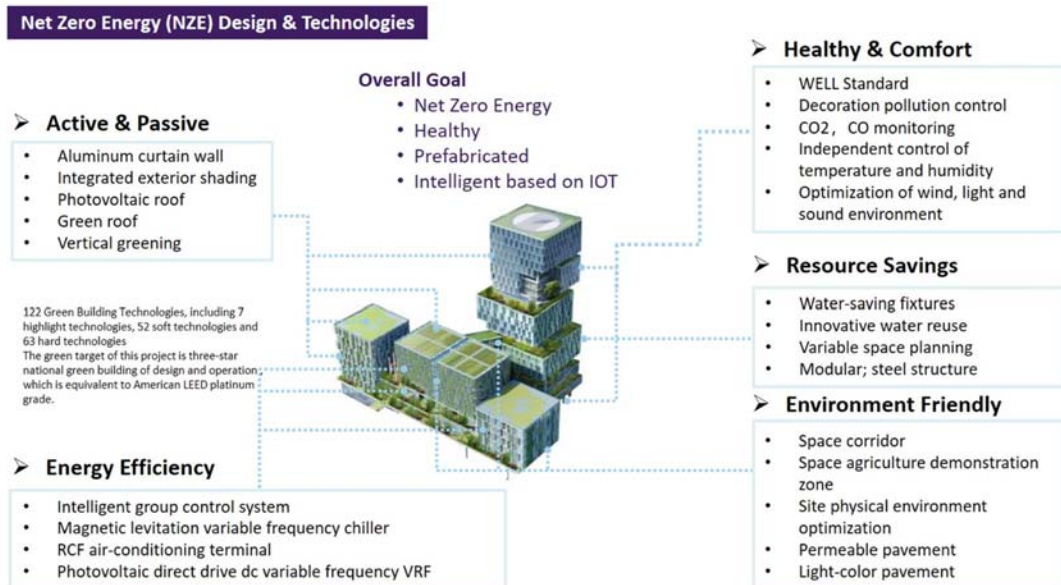 Net Zero Energy (NZE) Design & Technologies
Overall Goal
• Net Zero Energy
• Healthy
• Prefabricated
• Intelligent based on IOT
➢ Active & Passive
• Aluminum curtain wall
• Integrated exterior shading
• Photovoltaic roof
• Green roof
• Vertical greening
122 Green Building Technologies, including 7
highlight technologies, 52 soft technologies and
63 hard technologies
The green target of this project is three-star
national green building of design and operation,
which is equivalent to American LEED platinum
grade.
➢ Energy Efficiency
• Intelligent group control system
• Magnetic levitation variable frequency chiller
• RCF air-conditioning terminal
• Photovoltaic direct drive dc variable frequency VRF
➢ Healthy & Comfort
• WELL Standard
• Decoration pollution control
• CO2，CO monitoring
• Independent control of
temperature and humidity
• Optimization of wind, light and
sound environment
➢ Resource Savings
• Water-saving fixtures
• Innovative water reuse
• Variable space planning
• Modular; steel structure
➢ Environment Friendly
• Space corridor
• Space agriculture demonstration
zone
• Site physical environment
optimization
• Permeable pavement
• Light-color pavement